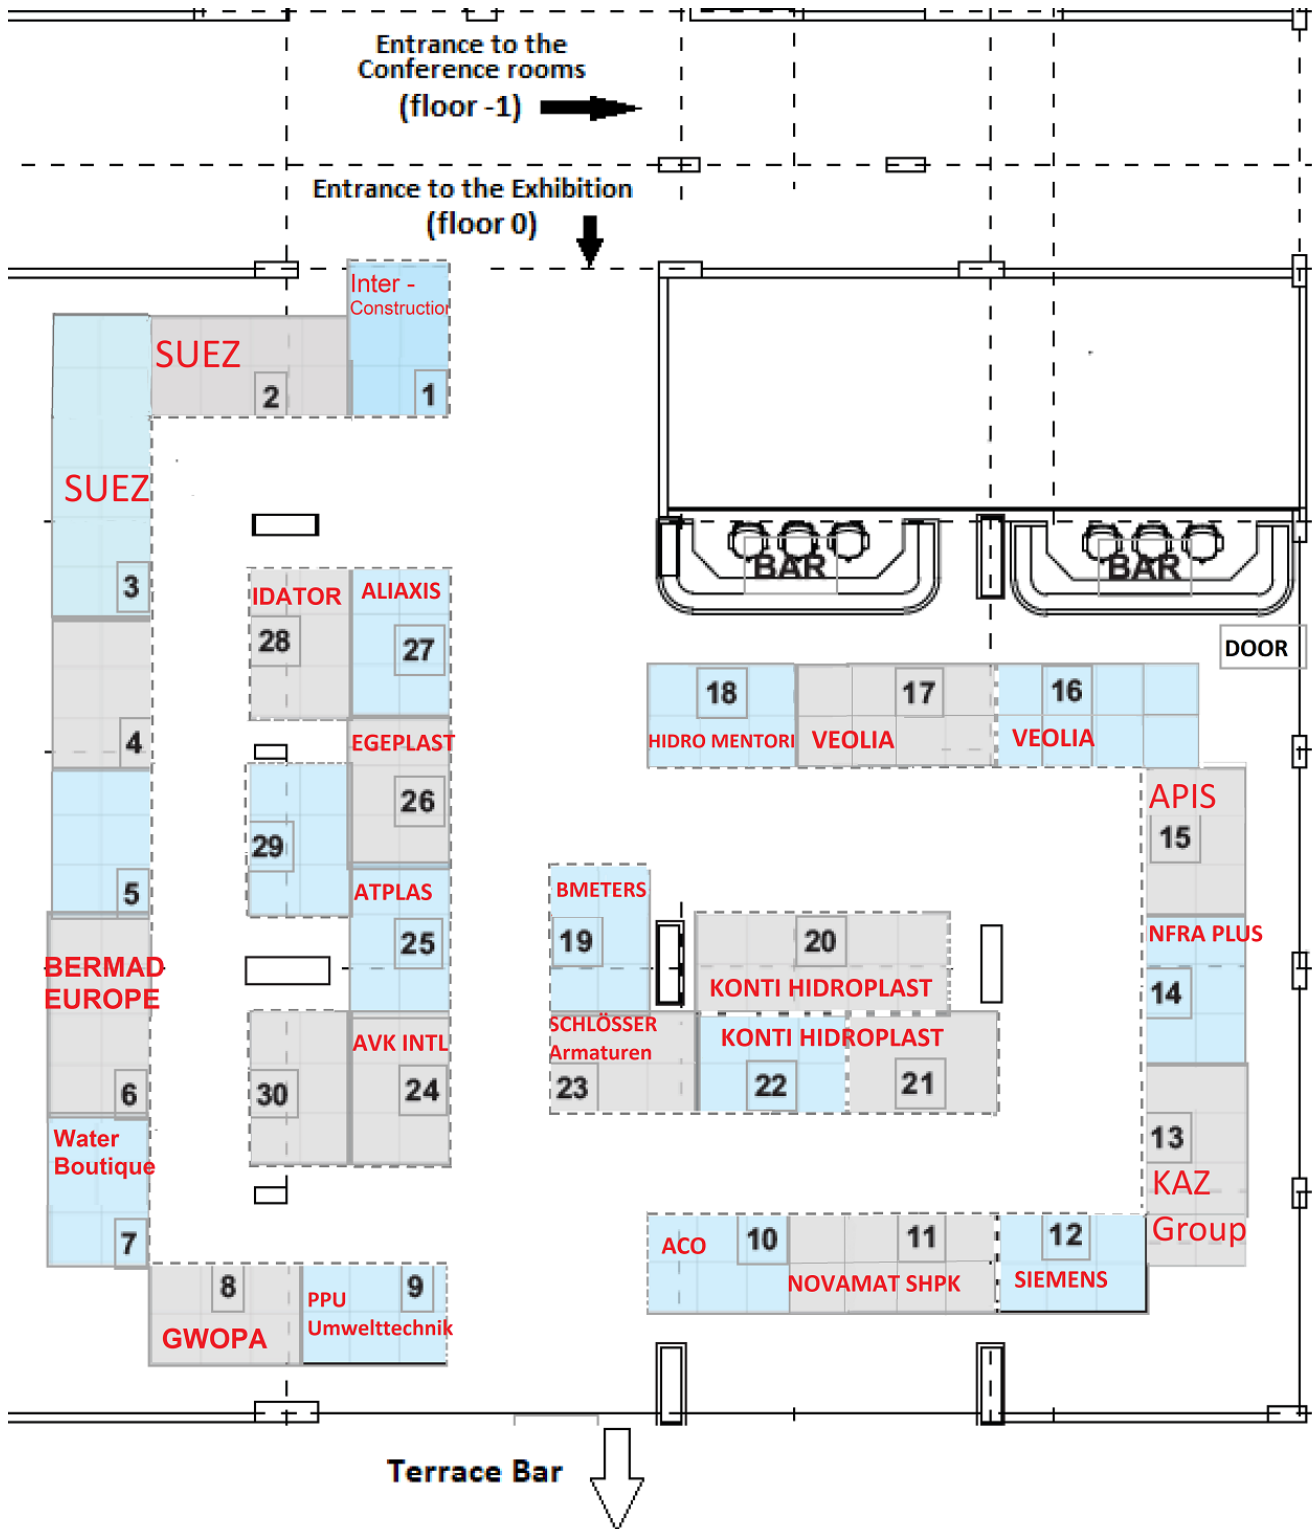 Entrance to the
Conference rooms
(floor -1)
Entrance to the Exhibition
(floor 0)
Inter -
Construction
1
SUEZ
2
SUEZ
3
4
5
BERMAD
EUROPE
6
Water
Boutique
7
8
GWOPA
9
PPU
Umwelttechnik
IDATOR
28
ALIAXIS
27
EGEPLAST
26
29
ATPLAS
25
AVK INTL
24
30
BAR
BAR
DOOR
18
HIDRO MENTORI
17
VEOLIA
16
VEOLIA
APIS
15
NFRA PLUS
14
13
KAZ
Group
BMETERS
19
20
KONTI HIDROPLAST
SCHLÖSSER
Armaturen
23
KONTI HIDROPLAST
22
21
ACO
10
11
NOVAMAT SHPK
12
SIEMENS
Terrace Bar